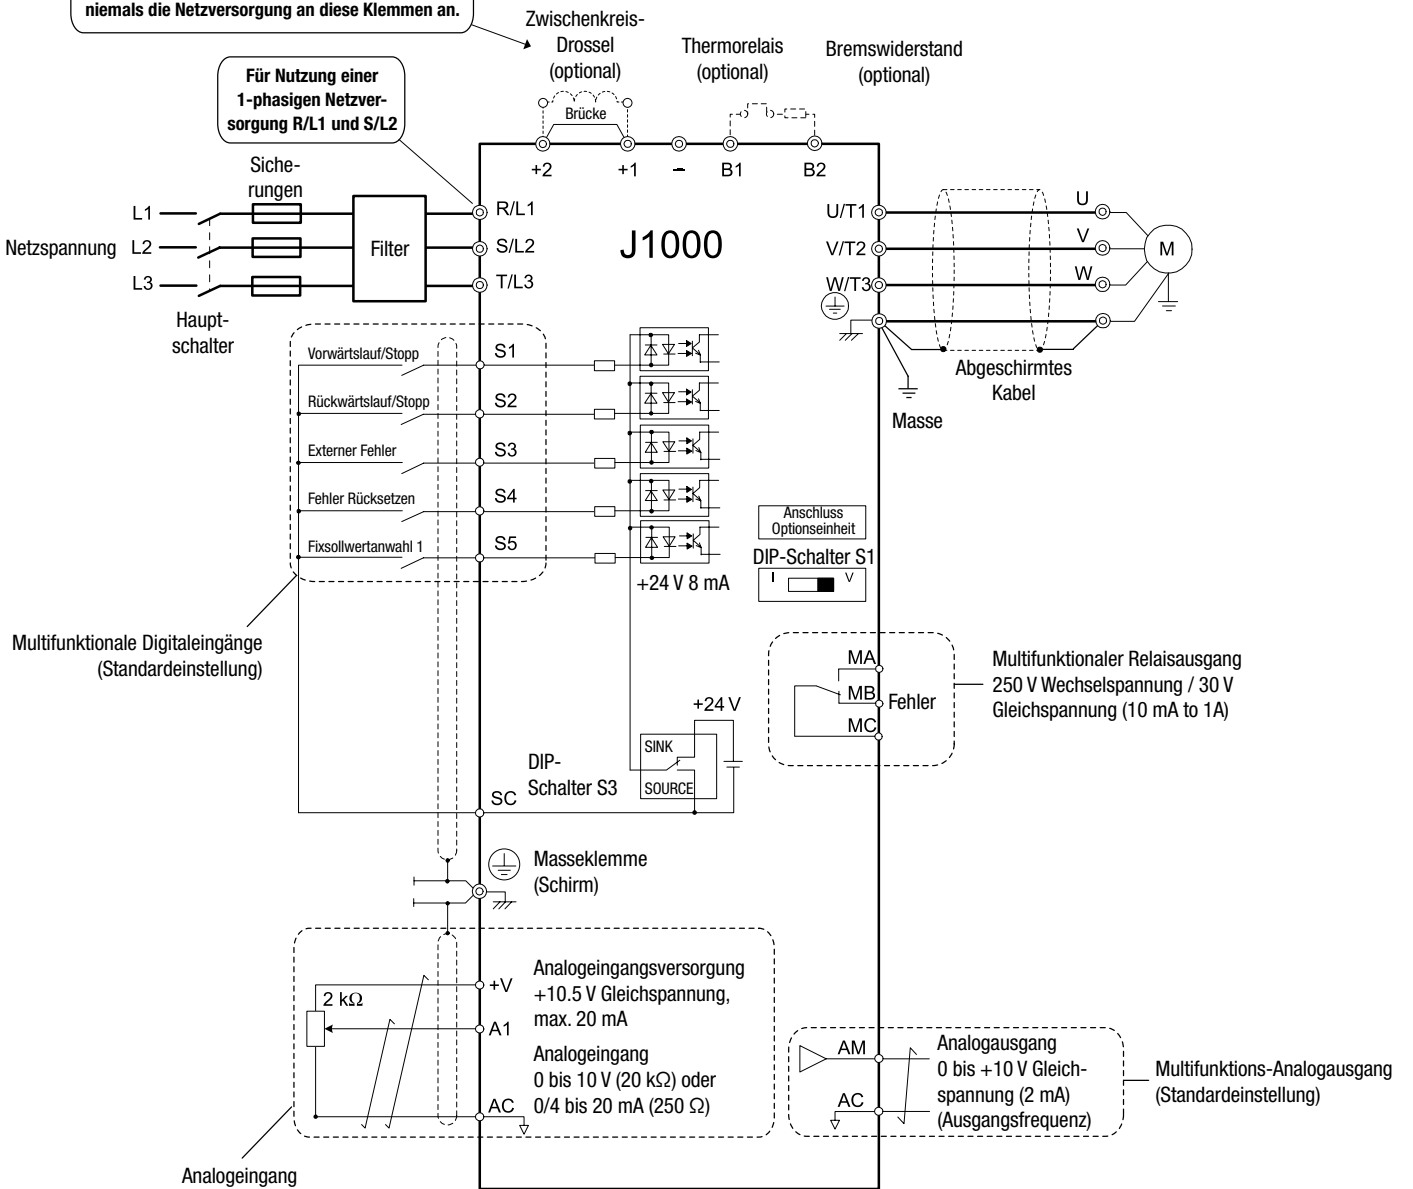 niemals die Netzversorgung an diese Klemmen an.
Zwischenkreis-
Drossel
(optional)
Thermorelais
(optional)
Bremswiderstand
(optional)
Für Nutzung einer
1-phasigen Netzver-
sorgung R/L1 und S/L2
Brücke
+2
+1
–
B1
B2
Siche-
rungen
Netzspannung
L1
L2
L3
Filter
R/L1
S/L2
T/L3
J1000
U/T1
V/T2
W/T3
U
V
W
M
Haupt-
schalter
Abgeschirmtes
Kabel
Masse
Vorwärtslauf/Stopp
S1
Rückwärtslauf/Stopp
S2
Externer Fehler
S3
Fehler Rücksetzen
S4
Fixsollwertanwahl 1
S5
+24 V 8 mA
Anschluss
Optionseinheit
DIP-Schalter S1
I
V
Multifunktionale Digitaleingänge
(Standardeinstellung)
MA
MB
MC
Fehler
Multifunktionaler Relaisausgang
250 V Wechselspannung / 30 V
Gleichspannung (10 mA to 1A)
+24 V
SINK
SOURCE
DIP-
Schalter S3
SC
Masseklemme
(Schirm)
2 kΩ
+V
A1
AC
Analogeingangsversorgung
+10.5 V Gleichspannung,
max. 20 mA
Analogeingang
0 bis 10 V (20 kΩ) oder
0/4 bis 20 mA (250 Ω)
AM
AC
Analogausgang
0 bis +10 V Gleich-
spannung (2 mA)
(Ausgangsfrequenz)
Multifunktions-Analogausgang
(Standardeinstellung)
Analogeingang